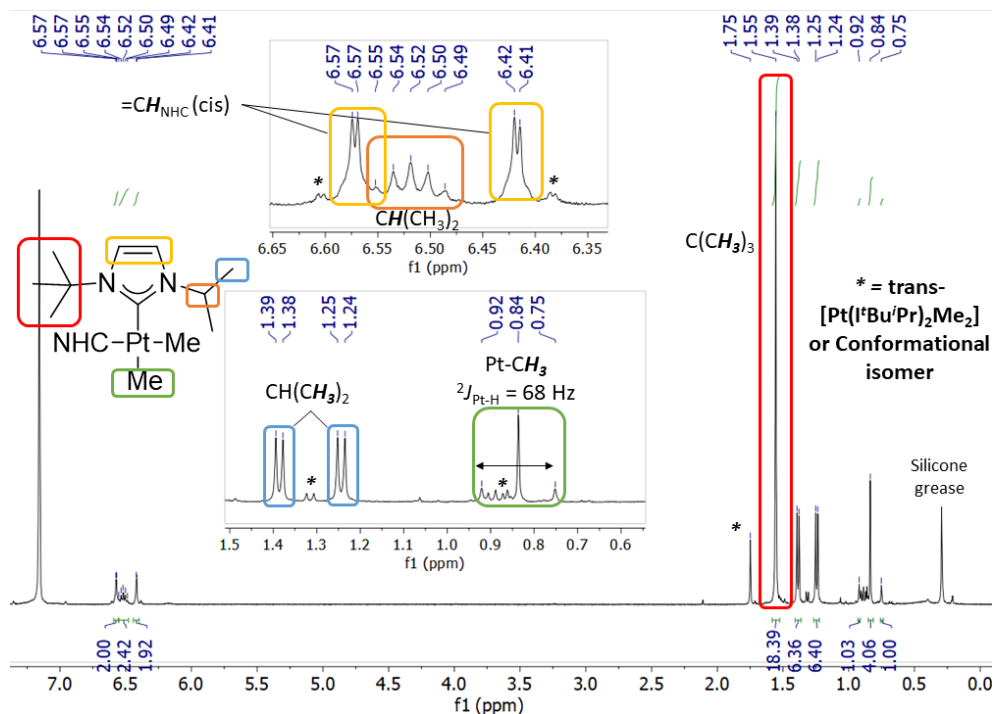 6.57
6.57
6.55
6.54
6.52
6.50
6.49
6.42
6.41
1.75
1.55
1.39
1.38
1.25
1.24
0.92
0.84
0.75
6.57
6.57
6.55
6.54
6.52
6.50
6.49
6.42
6.41
=CH_NHC (cis)
*
*
CH(CH₃)₂
6.65 6.60 6.55 6.50 6.45 6.40 6.35
f1 (ppm)
N N
NHC–Pt–Me
Me
1.39
1.38
1.25
1.24
0.92
0.84
0.75
Pt-CH₃
²J_Pt-H = 68 Hz
CH(CH₃)₂
*
*
1.5 1.4 1.3 1.2 1.1 1.0 0.9 0.8 0.7 0.6
f1 (ppm)
C(CH₃)₃
* = trans-
[Pt(IᵗBuⁱPr)₂Me₂]
or Conformational
isomer
Silicone
grease
*
2.00
2.42
1.92
18.39
6.36
6.40
1.03
4.06
1.00
7.0 6.5 6.0 5.5 5.0 4.5 4.0 3.5 3.0 2.5 2.0 1.5 1.0 0.5 0.0
f1 (ppm)